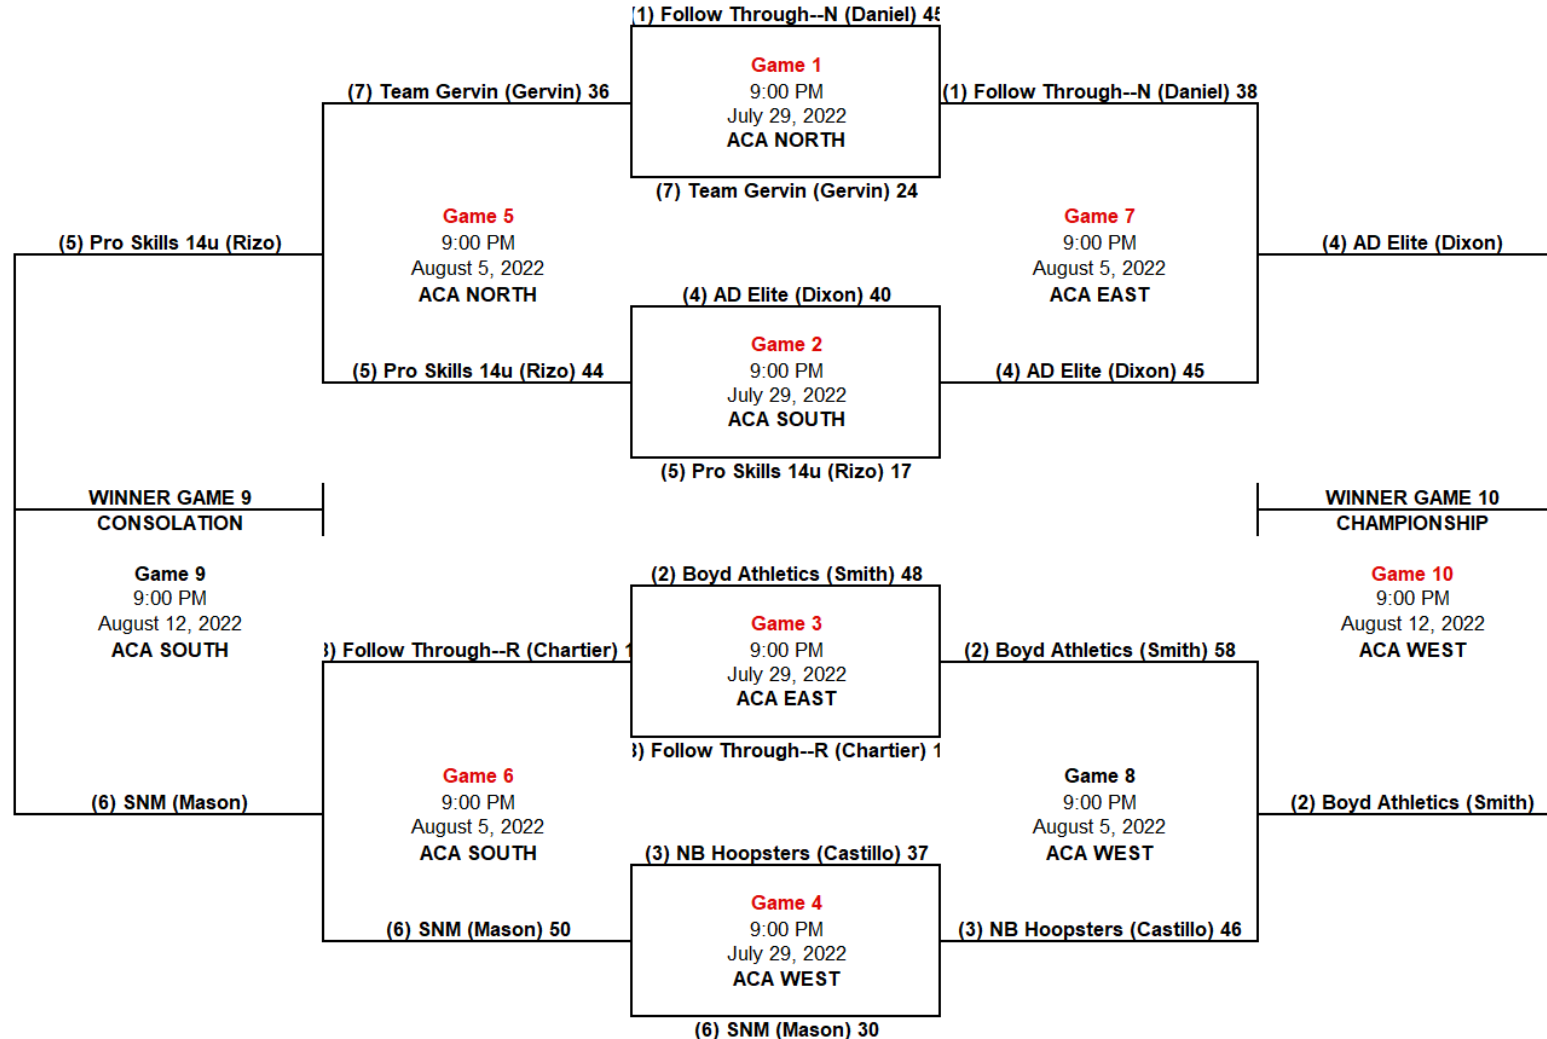 (1) Follow Through--N (Daniel) 45
Game 1
9:00 PM
July 29, 2022
ACA NORTH
(7) Team Gervin (Gervin) 24
(7) Team Gervin (Gervin) 36
(1) Follow Through--N (Daniel) 38
Game 5
9:00 PM
August 5, 2022
ACA NORTH
Game 7
9:00 PM
August 5, 2022
ACA EAST
(5) Pro Skills 14u (Rizo)
(4) AD Elite (Dixon)
(4) AD Elite (Dixon) 40
Game 2
9:00 PM
July 29, 2022
ACA SOUTH
(5) Pro Skills 14u (Rizo) 17
(5) Pro Skills 14u (Rizo) 44
(4) AD Elite (Dixon) 45
WINNER GAME 9
CONSOLATION
WINNER GAME 10
CHAMPIONSHIP
Game 9
9:00 PM
August 12, 2022
ACA SOUTH
(2) Boyd Athletics (Smith) 48
Game 3
9:00 PM
July 29, 2022
ACA EAST
) Follow Through--R (Chartier) 1
Game 10
9:00 PM
August 12, 2022
ACA WEST
) Follow Through--R (Chartier) 1
(2) Boyd Athletics (Smith) 58
Game 6
9:00 PM
August 5, 2022
ACA SOUTH
Game 8
9:00 PM
August 5, 2022
ACA WEST
(6) SNM (Mason)
(2) Boyd Athletics (Smith)
(3) NB Hoopsters (Castillo) 37
Game 4
9:00 PM
July 29, 2022
ACA WEST
(6) SNM (Mason) 30
(6) SNM (Mason) 50
(3) NB Hoopsters (Castillo) 46